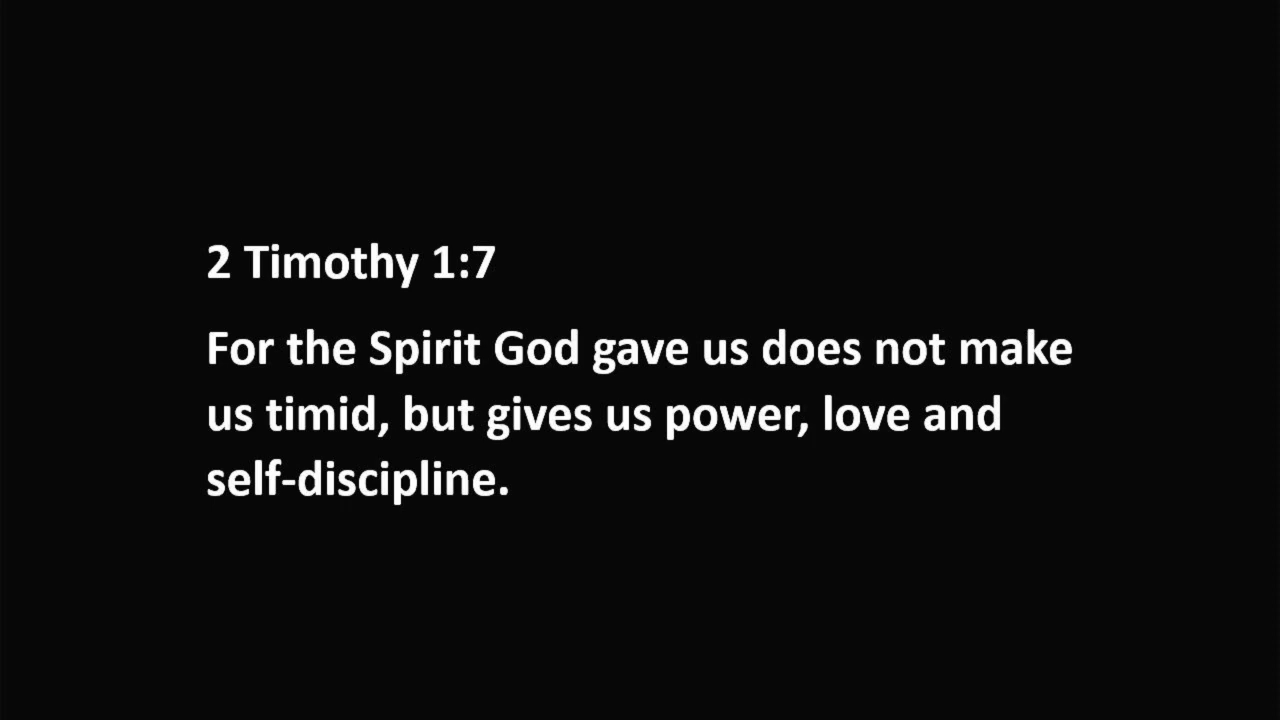 2 Timothy 1:7
For the Spirit God gave us does not make
us timid, but gives us power, love and
self-discipline.